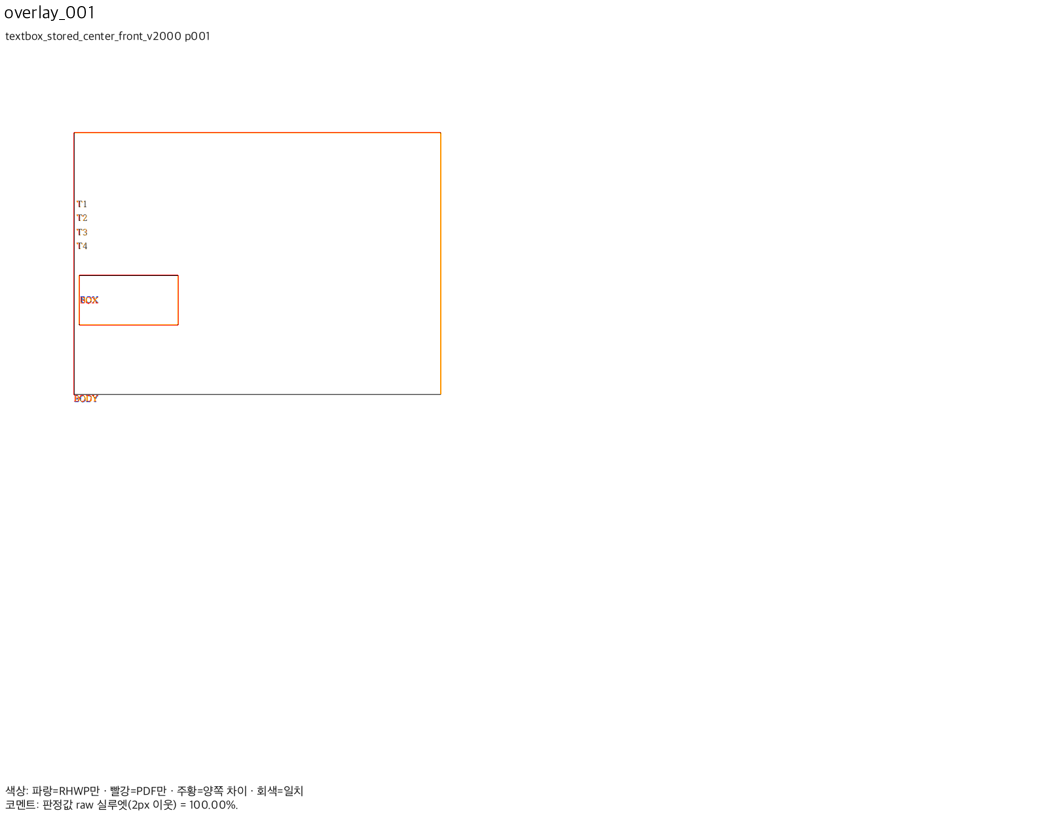 overlay_001
textbox_stored_center_front_v2000 p001
T1
T2
T3
T4
BOX
BODY
색상: 파랑=RHWP만 · 빨강=PDF만 · 주황=양쪽 차이 · 회색=일치
코멘트: 판정값 raw 실루엣(2px 이웃) = 100.00%.